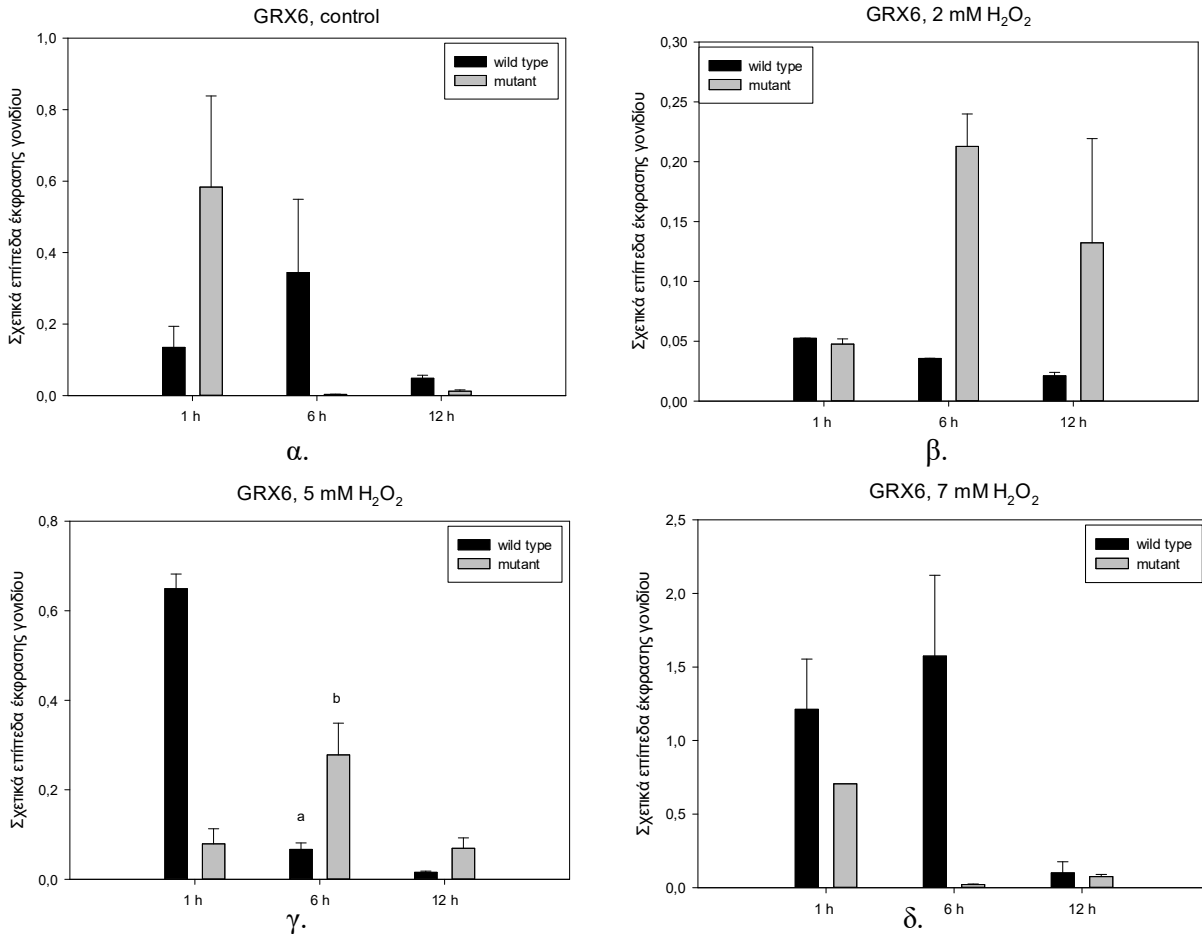 GRX6, control
Σχετικά επίπεδα έκφρασης γονιδίου
1,0
0,8
0,6
0,4
0,2
0,0
wild type
mutant
1 h 6 h 12 h
α.
GRX6, 2 mM H₂O₂
Σχετικά επίπεδα έκφρασης γονιδίου
0,30
0,25
0,20
0,15
0,10
0,05
0,00
wild type
mutant
1 h 6 h 12 h
β.
GRX6, 5 mM H₂O₂
Σχετικά επίπεδα έκφρασης γονιδίου
0,8
0,6
0,4
0,2
0,0
wild type
mutant
b
a
1 h 6 h 12 h
γ.
GRX6, 7 mM H₂O₂
Σχετικά επίπεδα έκφρασης γονιδίου
2,5
2,0
1,5
1,0
0,5
0,0
wild type
mutant
1 h 6 h 12 h
δ.